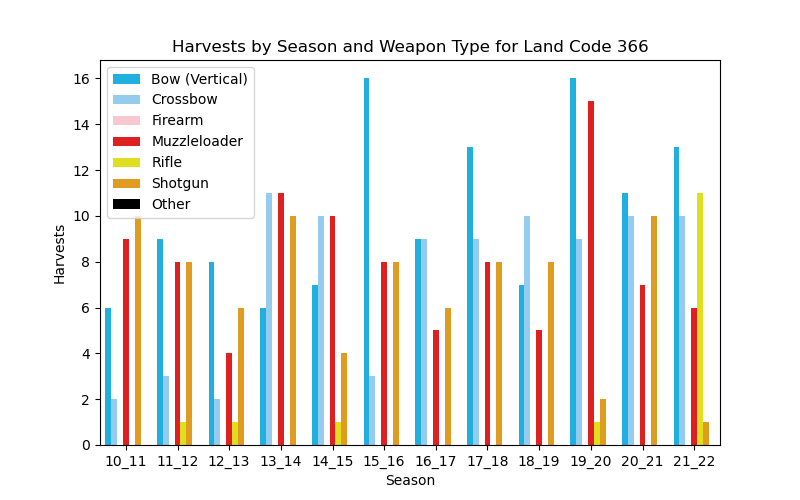 Harvests by Season and Weapon Type for Land Code 366
Bow (Vertical)
Crossbow
Firearm
Muzzleloader
Rifle
Shotgun
Other
Harvests
16
14
12
10
8
6
4
2
0
10_11 11_12 12_13 13_14 14_15 15_16 16_17 17_18 18_19 19_20 20_21 21_22
Season